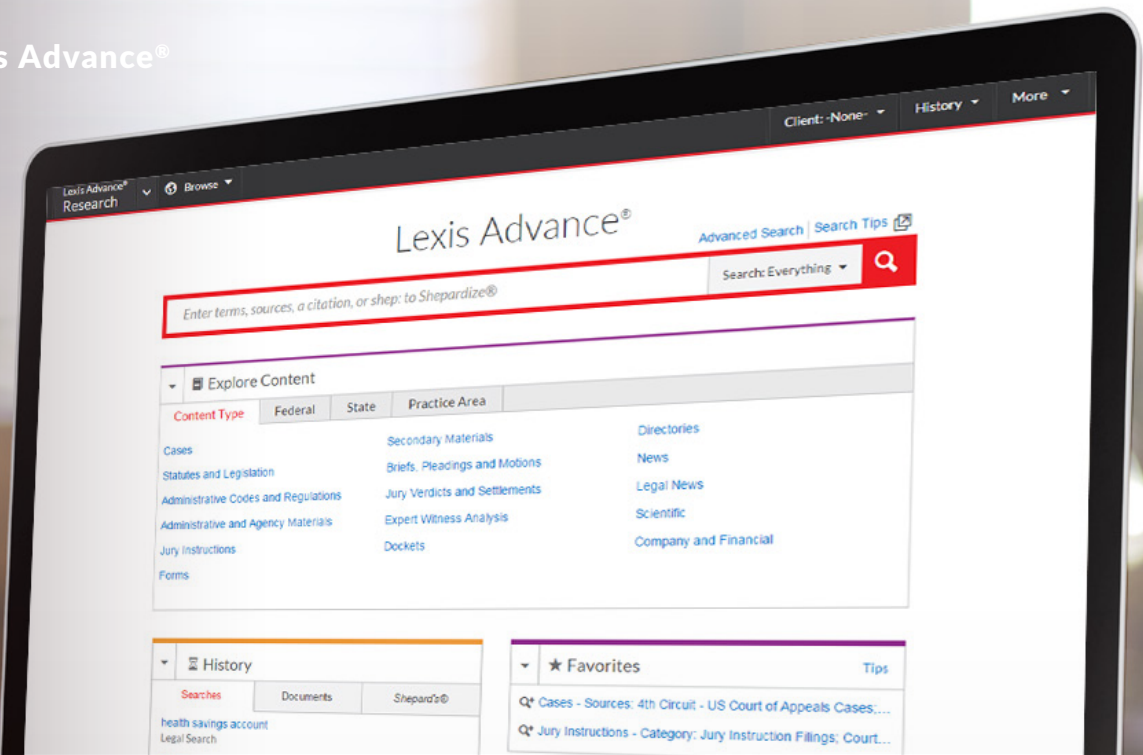 s Advance®
Client: -None-
History
More
Lexis Advance®
Research
Browse
Lexis Advance®
Advanced Search | Search Tips
Enter terms, sources, a citation, or shep: to Shepardize®
Search: Everything
Explore Content
Content Type
Federal
State
Practice Area
Cases
Statutes and Legislation
Administrative Codes and Regulations
Administrative and Agency Materials
Jury Instructions
Forms
Secondary Materials
Briefs, Pleadings and Motions
Jury Verdicts and Settlements
Expert Witness Analysis
Dockets
Directories
News
Legal News
Scientific
Company and Financial
History
Searches
Documents
Shepard's®
health savings account
Legal Search
Favorites
Tips
Cases - Sources: 4th Circuit - US Court of Appeals Cases;...
Jury Instructions - Category: Jury Instruction Filings; Court...